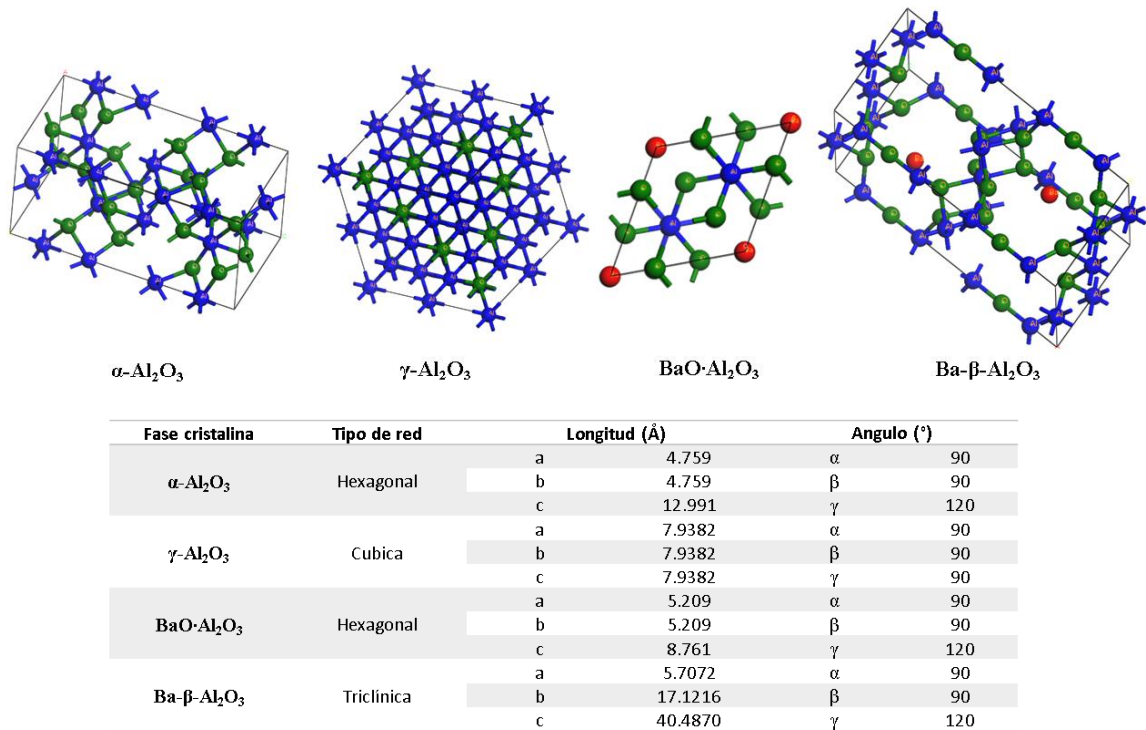 α-Al₂O₃ γ-Al₂O₃ BaO·Al₂O₃ Ba-β-Al₂O₃
Fase cristalina Tipo de red Longitud (Å) Angulo (°)
α-Al₂O₃ Hexagonal a 4.759 α 90
b 4.759 β 90
c 12.991 γ 120
γ-Al₂O₃ Cubica a 7.9382 α 90
b 7.9382 β 90
c 7.9382 γ 90
BaO·Al₂O₃ Hexagonal a 5.209 α 90
b 5.209 β 90
c 8.761 γ 120
Ba-β-Al₂O₃ Triclínica a 5.7072 α 90
b 17.1216 β 90
c 40.4870 γ 120